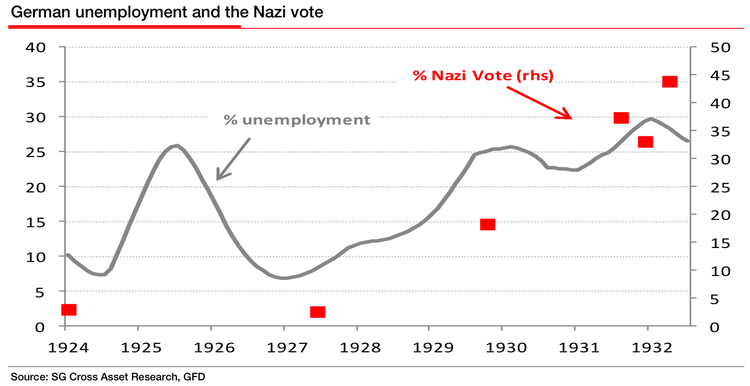 German unemployment and the Nazi vote
40 50
35 45
40
30 35
25 30
20 25
15 20
15
10 10
5 5
0 0
% Nazi Vote (rhs)
% unemployment
1924 1925 1926 1927 1928 1929 1930 1931 1932
Source: SG Cross Asset Research, GFD